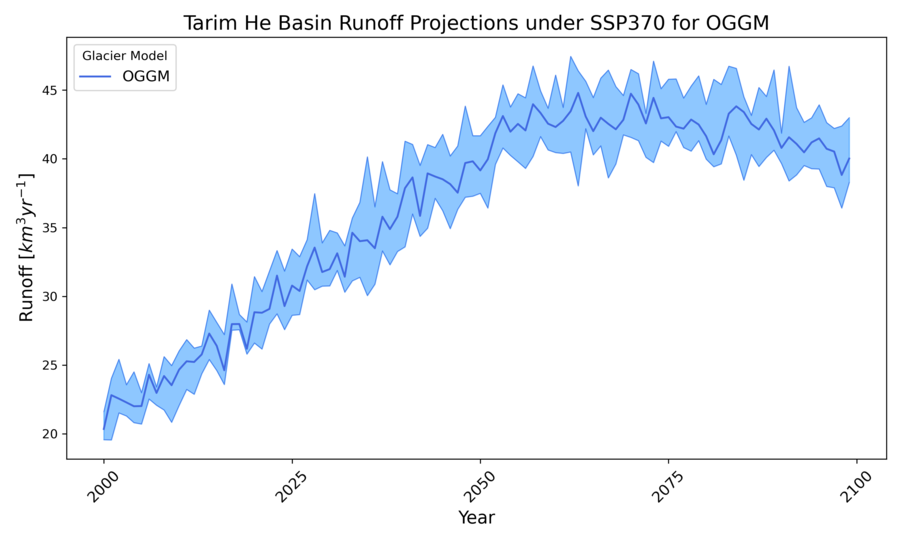 Tarim He Basin Runoff Projections under SSP370 for OGGM
Glacier Model
OGGM
Runoff [km³yr⁻¹]
45
40
35
30
25
20
2000
2025
2050
2075
2100
Year